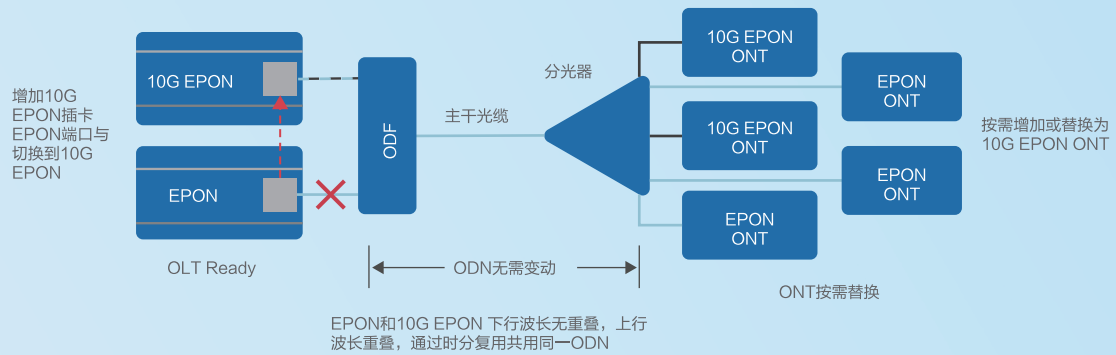 增加10G
EPON插卡
EPON端口与
切换到10G
EPON
10G EPON
EPON
OLT Ready
ODF
主干光缆
分光器
10G EPON
ONT
10G EPON
ONT
EPON
ONT
EPON
ONT
EPON
ONT
按需增加或替换为
10G EPON ONT
ODN无需变动
ONT按需替换
EPON和10G EPON 下行波长无重叠，上行
波长重叠，通过时分复用共用同一ODN